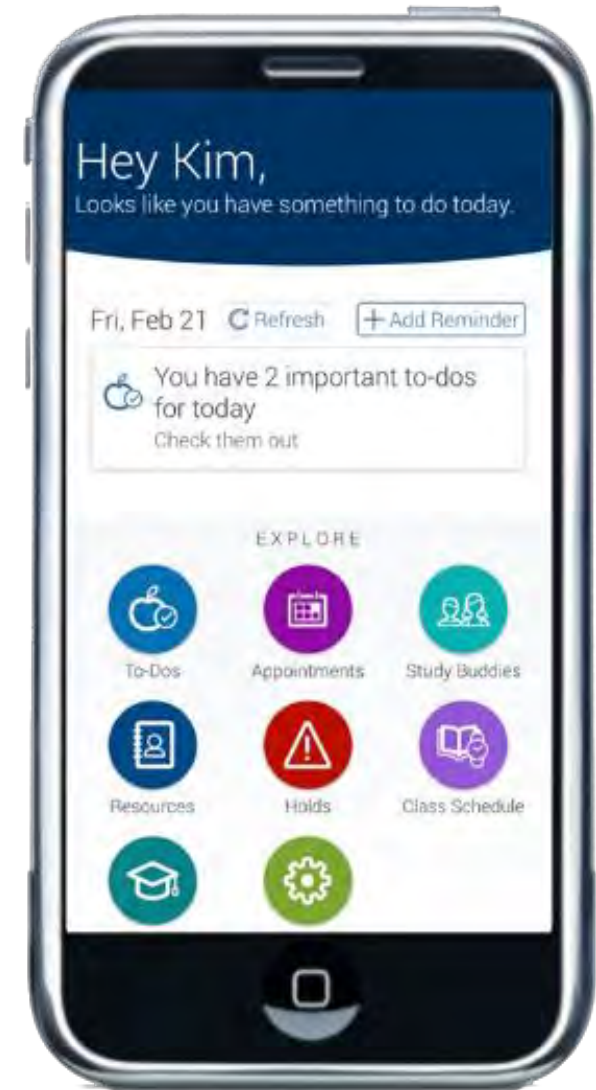 Hey Kim,
Looks like you have something to do today.
Fri, Feb 21 Refresh + Add Reminder
You have 2 important to-dos
for today
Check them out
EXPLORE
To-Dos Appointments Study Buddies
Resources Holds Class Schedule